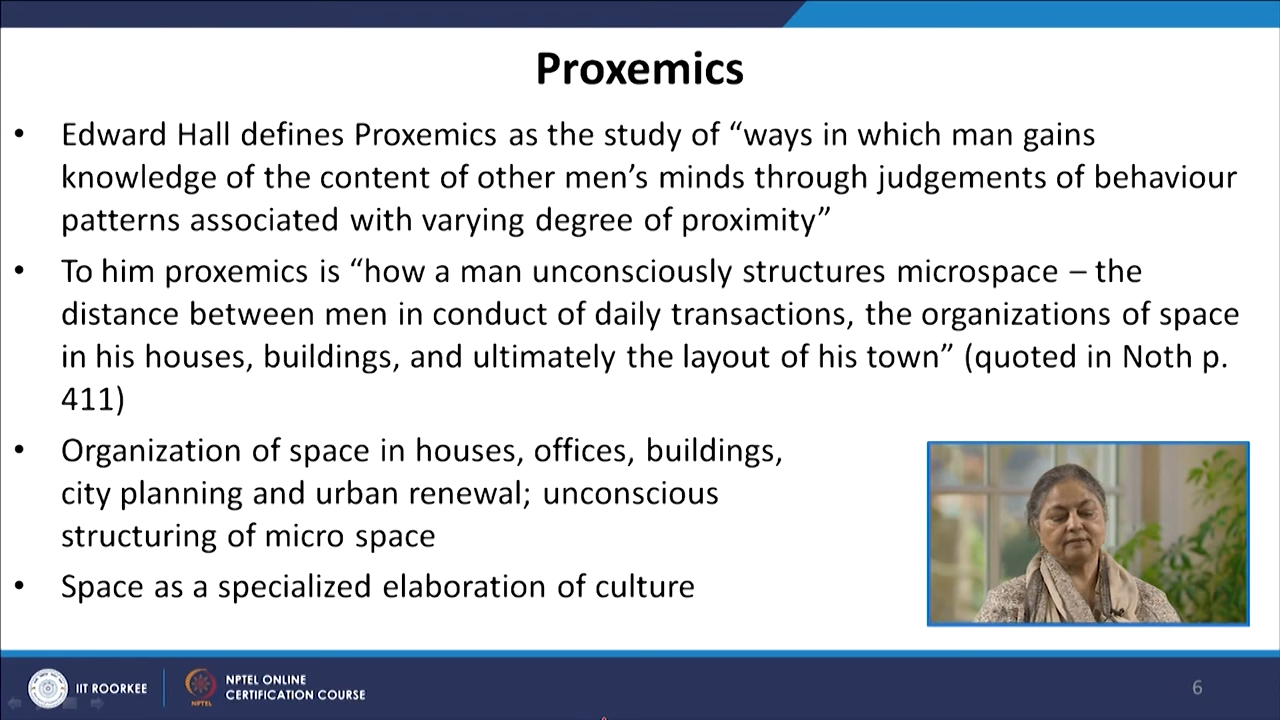 Proxemics
• Edward Hall defines Proxemics as the study of “ways in which man gains
knowledge of the content of other men’s minds through judgements of behaviour
patterns associated with varying degree of proximity”
• To him proxemics is “how a man unconsciously structures microspace – the
distance between men in conduct of daily transactions, the organizations of space
in his houses, buildings, and ultimately the layout of his town” (quoted in Noth p.
411)
• Organization of space in houses, offices, buildings,
city planning and urban renewal; unconscious
structuring of micro space
• Space as a specialized elaboration of culture
IIT ROORKEE
NPTEL
NPTEL ONLINE
CERTIFICATION COURSE
6